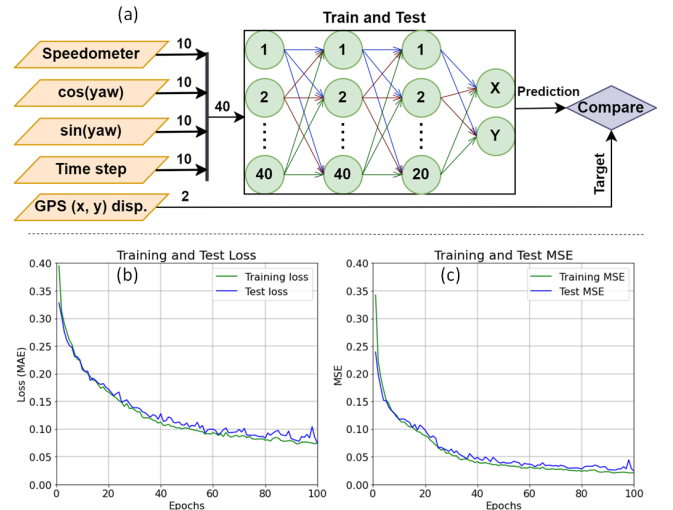 (a)
Train and Test
Speedometer
10
cos(yaw)
10
sin(yaw)
10
Time step
10
GPS (x, y) disp.
2
40
1
1
1
2
2
2
40
40
20
X
Y
Prediction
Compare
Target
Training and Test Loss
(b)
Training loss
Test loss
0.40
0.35
0.30
0.25
0.20
0.15
0.10
0.05
0.00
Loss (MAE)
0
20
40
60
80
100
Epochs
Training and Test MSE
(c)
Training MSE
Test MSE
0.40
0.35
0.30
0.25
0.20
0.15
0.10
0.05
0.00
MSE
0
20
40
60
80
100
Epochs